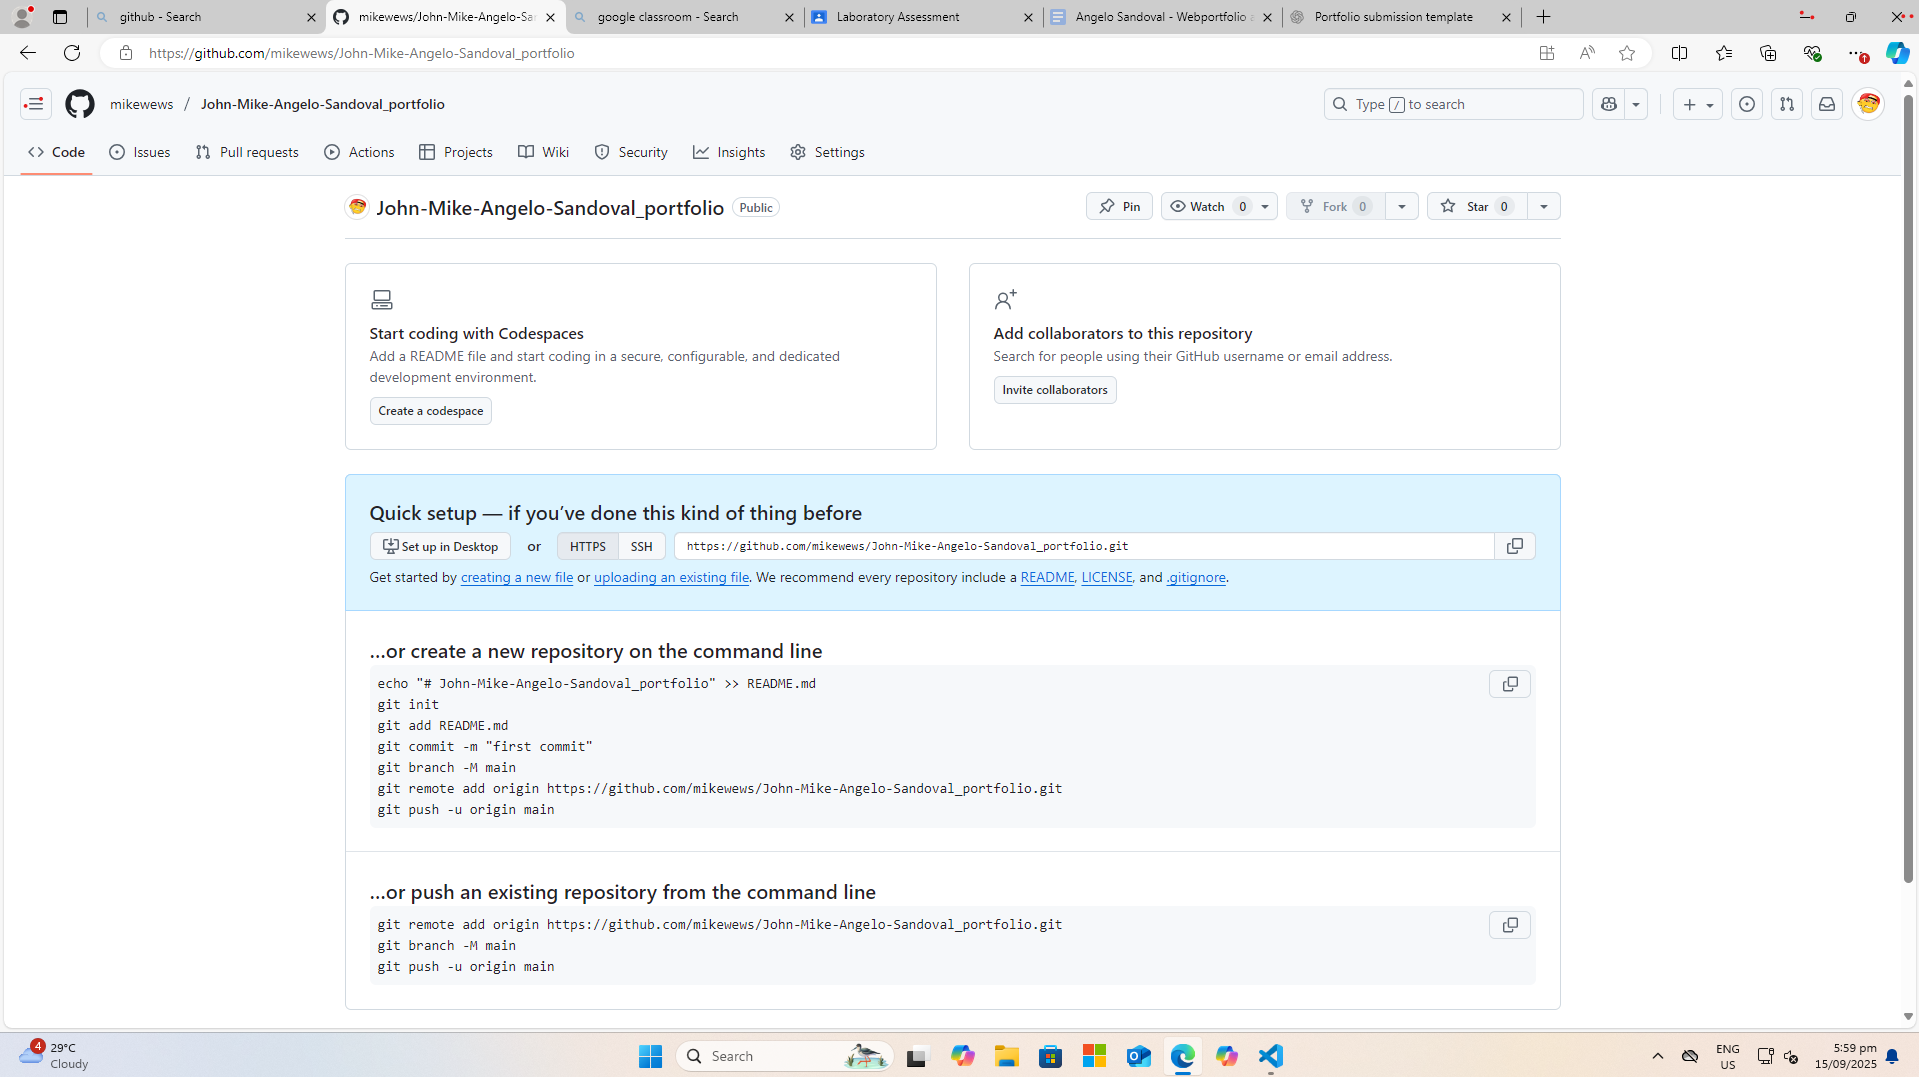 github - Search
mikewews/John-Mike-Angelo-Sa
google classroom - Search
Laboratory Assessment
Angelo Sandoval - Webportfolio a
Portfolio submission template
https://github.com/mikewews/John-Mike-Angelo-Sandoval_portfolio
mikewews / John-Mike-Angelo-Sandoval_portfolio
Type / to search
Code
Issues
Pull requests
Actions
Projects
Wiki
Security
Insights
Settings
John-Mike-Angelo-Sandoval_portfolio Public
Pin
Watch 0
Fork 0
Star 0
Start coding with Codespaces
Add a README file and start coding in a secure, configurable, and dedicated
development environment.
Create a codespace
Add collaborators to this repository
Search for people using their GitHub username or email address.
Invite collaborators
Quick setup — if you’ve done this kind of thing before
Set up in Desktop or HTTPS SSH https://github.com/mikewews/John-Mike-Angelo-Sandoval_portfolio.git
Get started by creating a new file or uploading an existing file. We recommend every repository include a README, LICENSE, and .gitignore.
…or create a new repository on the command line
echo "# John-Mike-Angelo-Sandoval_portfolio" >> README.md
git init
git add README.md
git commit -m "first commit"
git branch -M main
git remote add origin https://github.com/mikewews/John-Mike-Angelo-Sandoval_portfolio.git
git push -u origin main
…or push an existing repository from the command line
git remote add origin https://github.com/mikewews/John-Mike-Angelo-Sandoval_portfolio.git
git branch -M main
git push -u origin main
4
29°C
Cloudy
Search
ENG
US
5:59 pm
15/09/2025